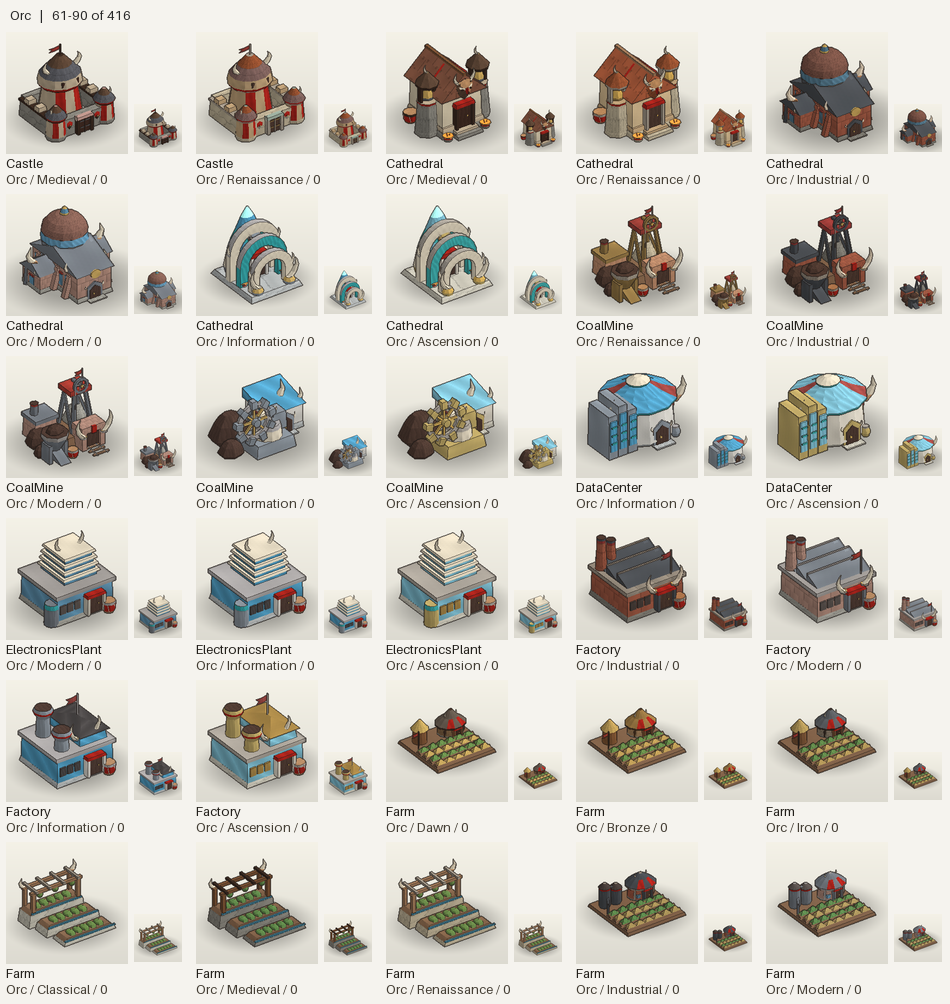 Orc | 61-90 of 416
Castle
Orc / Medieval / 0
Castle
Orc / Renaissance / 0
Cathedral
Orc / Medieval / 0
Cathedral
Orc / Renaissance / 0
Cathedral
Orc / Industrial / 0
Cathedral
Orc / Modern / 0
Cathedral
Orc / Information / 0
Cathedral
Orc / Ascension / 0
CoalMine
Orc / Renaissance / 0
CoalMine
Orc / Industrial / 0
CoalMine
Orc / Modern / 0
CoalMine
Orc / Information / 0
CoalMine
Orc / Ascension / 0
DataCenter
Orc / Information / 0
DataCenter
Orc / Ascension / 0
ElectronicsPlant
Orc / Modern / 0
ElectronicsPlant
Orc / Information / 0
ElectronicsPlant
Orc / Ascension / 0
Factory
Orc / Industrial / 0
Factory
Orc / Modern / 0
Factory
Orc / Information / 0
Factory
Orc / Ascension / 0
Farm
Orc / Dawn / 0
Farm
Orc / Bronze / 0
Farm
Orc / Iron / 0
Farm
Orc / Classical / 0
Farm
Orc / Medieval / 0
Farm
Orc / Renaissance / 0
Farm
Orc / Industrial / 0
Farm
Orc / Modern / 0